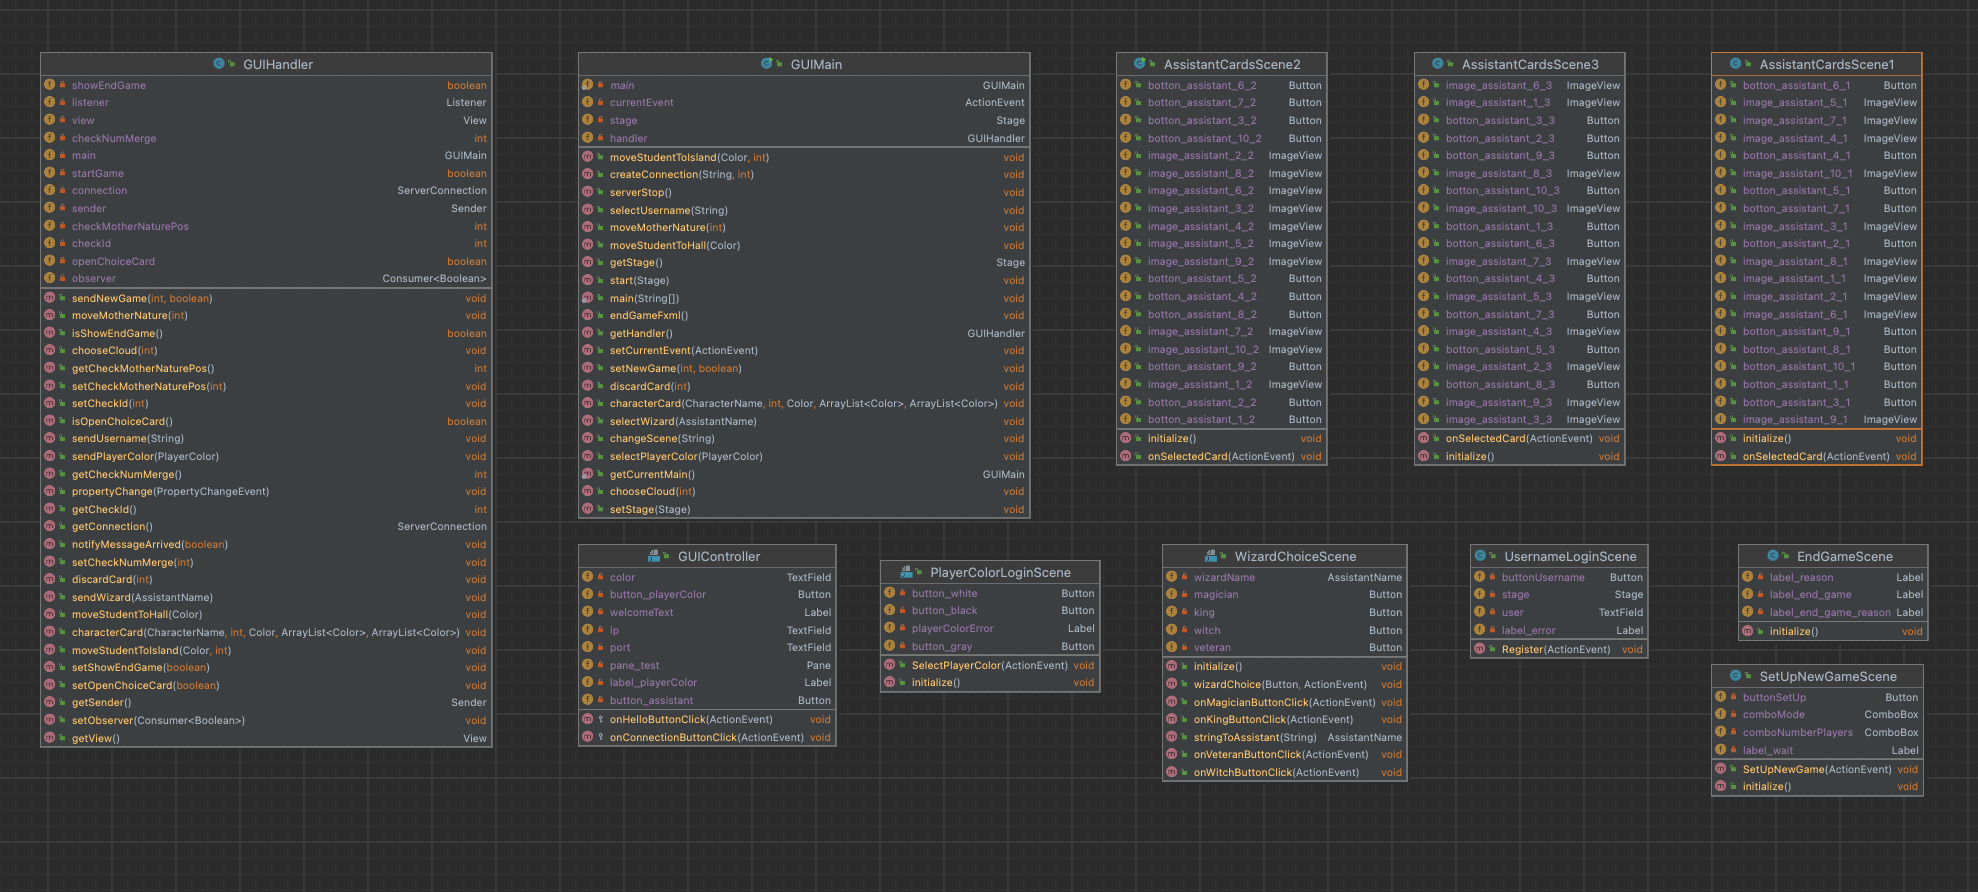 GUIHandler
showEndGame boolean
listener Listener
view View
checkNumMerge int
main GUIMain
startGame boolean
connection ServerConnection
sender Sender
checkMotherNaturePos int
checkId int
openChoiceCard boolean
observer Consumer<Boolean>
sendNewGame(int, boolean) void
moveMotherNature(int) void
isShowEndGame() boolean
chooseCloud(int) void
getCheckMotherNaturePos() int
setCheckMotherNaturePos(int) void
setCheckId(int) void
isOpenChoiceCard() boolean
sendUsername(String) void
sendPlayerColor(PlayerColor) void
getCheckNumMerge() int
propertyChange(PropertyChangeEvent) void
getCheckId() int
getConnection() ServerConnection
notifyMessageArrived(boolean) void
setCheckNumMerge(int) void
discardCard(int) void
sendWizard(AssistantName) void
moveStudentToHall(Color) void
characterCard(CharacterName, int, Color, ArrayList<Color>, ArrayList<Color>) void
moveStudentToIsland(Color, int) void
setShowEndGame(boolean) void
setOpenChoiceCard(boolean) void
getSender() Sender
setObserver(Consumer<Boolean>) void
getView() View
GUIMain
main GUIMain
currentEvent ActionEvent
stage Stage
handler GUIHandler
moveStudentToIsland(Color, int) void
createConnection(String, int) void
serverStop() void
selectUsername(String) void
moveMotherNature(int) void
moveStudentToHall(Color) void
getStage() Stage
start(Stage) void
main(String[]) void
endGameFxml() void
getHandler() GUIHandler
setCurrentEvent(ActionEvent) void
setNewGame(int, boolean) void
discardCard(int) void
characterCard(CharacterName, int, Color, ArrayList<Color>, ArrayList<Color>) void
selectWizard(AssistantName) void
changeScene(String) void
selectPlayerColor(PlayerColor) void
getCurrentMain() GUIMain
chooseCloud(int) void
setStage(Stage) void
AssistantCardsScene2
botton_assistant_6_2 Button
botton_assistant_7_2 Button
botton_assistant_3_2 Button
botton_assistant_10_2 Button
image_assistant_2_2 ImageView
image_assistant_8_2 ImageView
image_assistant_6_2 ImageView
image_assistant_3_2 ImageView
image_assistant_4_2 ImageView
image_assistant_5_2 ImageView
image_assistant_9_2 ImageView
botton_assistant_5_2 Button
botton_assistant_4_2 Button
botton_assistant_8_2 Button
image_assistant_7_2 ImageView
image_assistant_10_2 ImageView
botton_assistant_9_2 Button
image_assistant_1_2 ImageView
botton_assistant_2_2 Button
botton_assistant_1_2 Button
initialize() void
onSelectedCard(ActionEvent) void
AssistantCardsScene3
image_assistant_6_3 ImageView
image_assistant_1_3 ImageView
botton_assistant_3_3 Button
botton_assistant_2_3 Button
botton_assistant_9_3 Button
image_assistant_8_3 ImageView
botton_assistant_10_3 Button
image_assistant_10_3 ImageView
botton_assistant_1_3 Button
botton_assistant_6_3 Button
image_assistant_7_3 ImageView
botton_assistant_4_3 Button
image_assistant_5_3 ImageView
botton_assistant_7_3 Button
image_assistant_4_3 ImageView
botton_assistant_5_3 Button
image_assistant_2_3 ImageView
botton_assistant_8_3 Button
image_assistant_9_3 ImageView
image_assistant_3_3 ImageView
onSelectedCard(ActionEvent) void
initialize() void
AssistantCardsScene1
botton_assistant_6_1 Button
image_assistant_5_1 ImageView
image_assistant_7_1 ImageView
image_assistant_4_1 ImageView
botton_assistant_4_1 Button
image_assistant_10_1 ImageView
botton_assistant_5_1 Button
botton_assistant_7_1 Button
image_assistant_3_1 ImageView
botton_assistant_2_1 Button
image_assistant_8_1 ImageView
image_assistant_1_1 ImageView
image_assistant_2_1 ImageView
image_assistant_6_1 ImageView
botton_assistant_9_1 Button
botton_assistant_8_1 Button
botton_assistant_10_1 Button
botton_assistant_1_1 Button
botton_assistant_3_1 Button
image_assistant_9_1 ImageView
initialize() void
onSelectedCard(ActionEvent) void
GUIController
color TextField
button_playerColor Button
welcomeText Label
ip TextField
port TextField
pane_test Pane
label_playerColor Label
button_assistant Button
onHelloButtonClick(ActionEvent) void
onConnectionButtonClick(ActionEvent) void
PlayerColorLoginScene
button_white Button
button_black Button
playerColorError Label
button_gray Button
SelectPlayerColor(ActionEvent) void
initialize() void
WizardChoiceScene
wizardName AssistantName
magician Button
king Button
witch Button
veteran Button
initialize() void
wizardChoice(Button, ActionEvent) void
onMagicianButtonClick(ActionEvent) void
onKingButtonClick(ActionEvent) void
stringToAssistant(String) AssistantName
onVeteranButtonClick(ActionEvent) void
onWitchButtonClick(ActionEvent) void
UsernameLoginScene
buttonUsername Button
stage Stage
user TextField
label_error Label
Register(ActionEvent) void
EndGameScene
label_reason Label
label_end_game Label
label_end_game_reason Label
initialize() void
SetUpNewGameScene
buttonSetUp Button
comboMode ComboBox
comboNumberPlayers ComboBox
label_wait Label
SetUpNewGame(ActionEvent) void
initialize() void